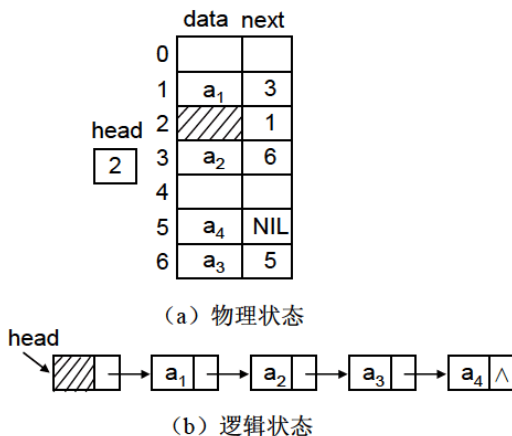 data next
0
1 a₁ 3
head
2 1
2
3 a₂ 6
4
5 a₄ NIL
6 a₃ 5
（a）物理状态
head
a₁ a₂ a₃ a₄ ∧
（b）逻辑状态